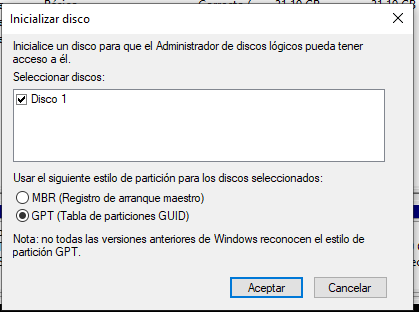 Inicializar disco
Inicialice un disco para que el Administrador de discos lógicos pueda tener
acceso a él.
Seleccionar discos:
Disco 1
Usar el siguiente estilo de partición para los discos seleccionados:
MBR (Registro de arranque maestro)
GPT (Tabla de particiones GUID)
Nota: no todas las versiones anteriores de Windows reconocen el estilo de
partición GPT.
Aceptar
Cancelar